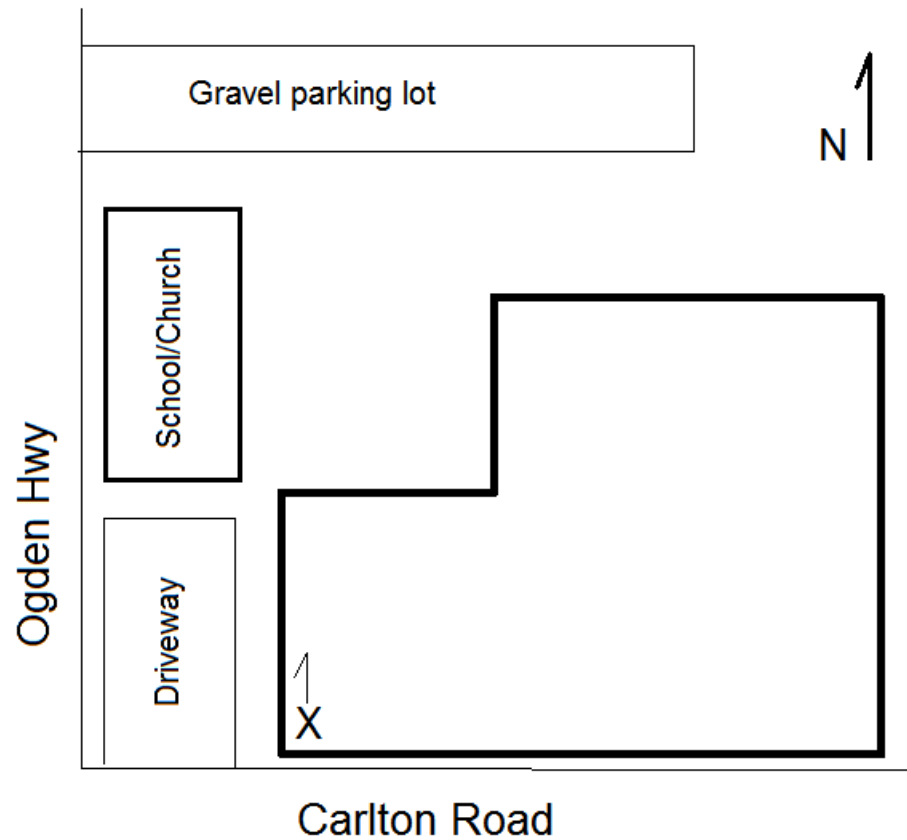 Gravel parking lot
N
School/Church
Ogden Hwy
Driveway
X
Carlton Road